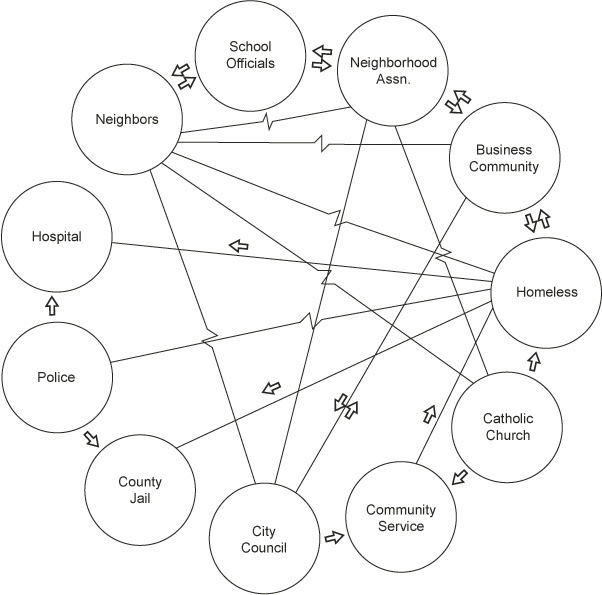 School
Officials
Neighborhood
Assn.
Neighbors
Business
Community
Hospital
Homeless
Police
Catholic
Church
County
Jail
Community
Service
City
Council